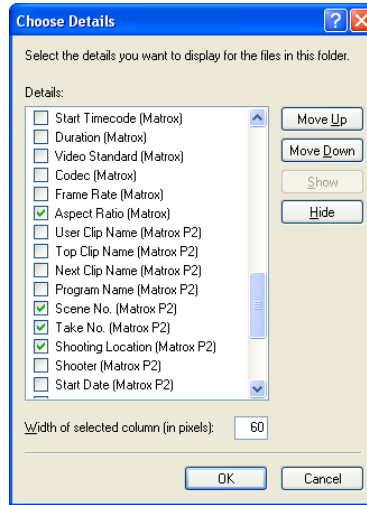 Choose Details
Select the details you want to display for the files in this folder.
Details:
Start Timecode (Matrox)
Duration (Matrox)
Video Standard (Matrox)
Codec (Matrox)
Frame Rate (Matrox)
Aspect Ratio (Matrox)
User Clip Name (Matrox P2)
Top Clip Name (Matrox P2)
Next Clip Name (Matrox P2)
Program Name (Matrox P2)
Scene No. (Matrox P2)
Take No. (Matrox P2)
Shooting Location (Matrox P2)
Shooter (Matrox P2)
Start Date (Matrox P2)
Move Up
Move Down
Show
Hide
Width of selected column (in pixels): 60
OK Cancel